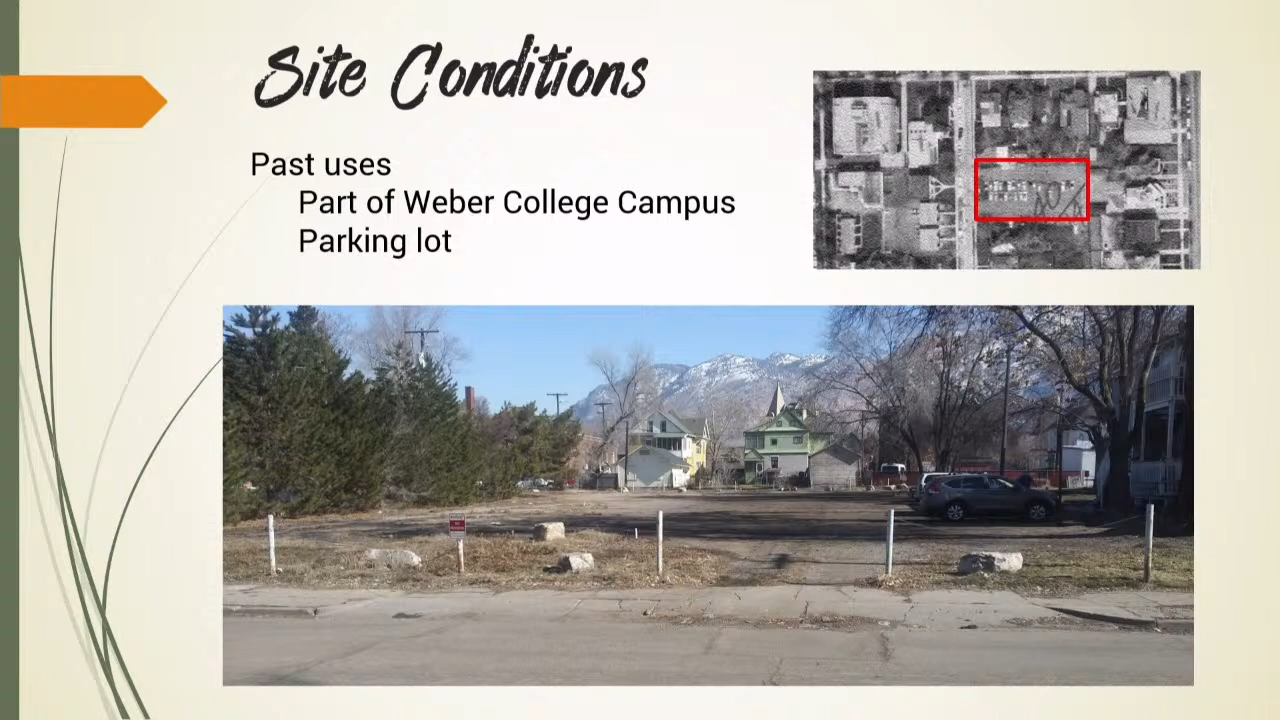 Site Conditions
Past uses
Part of Weber College Campus
Parking lot